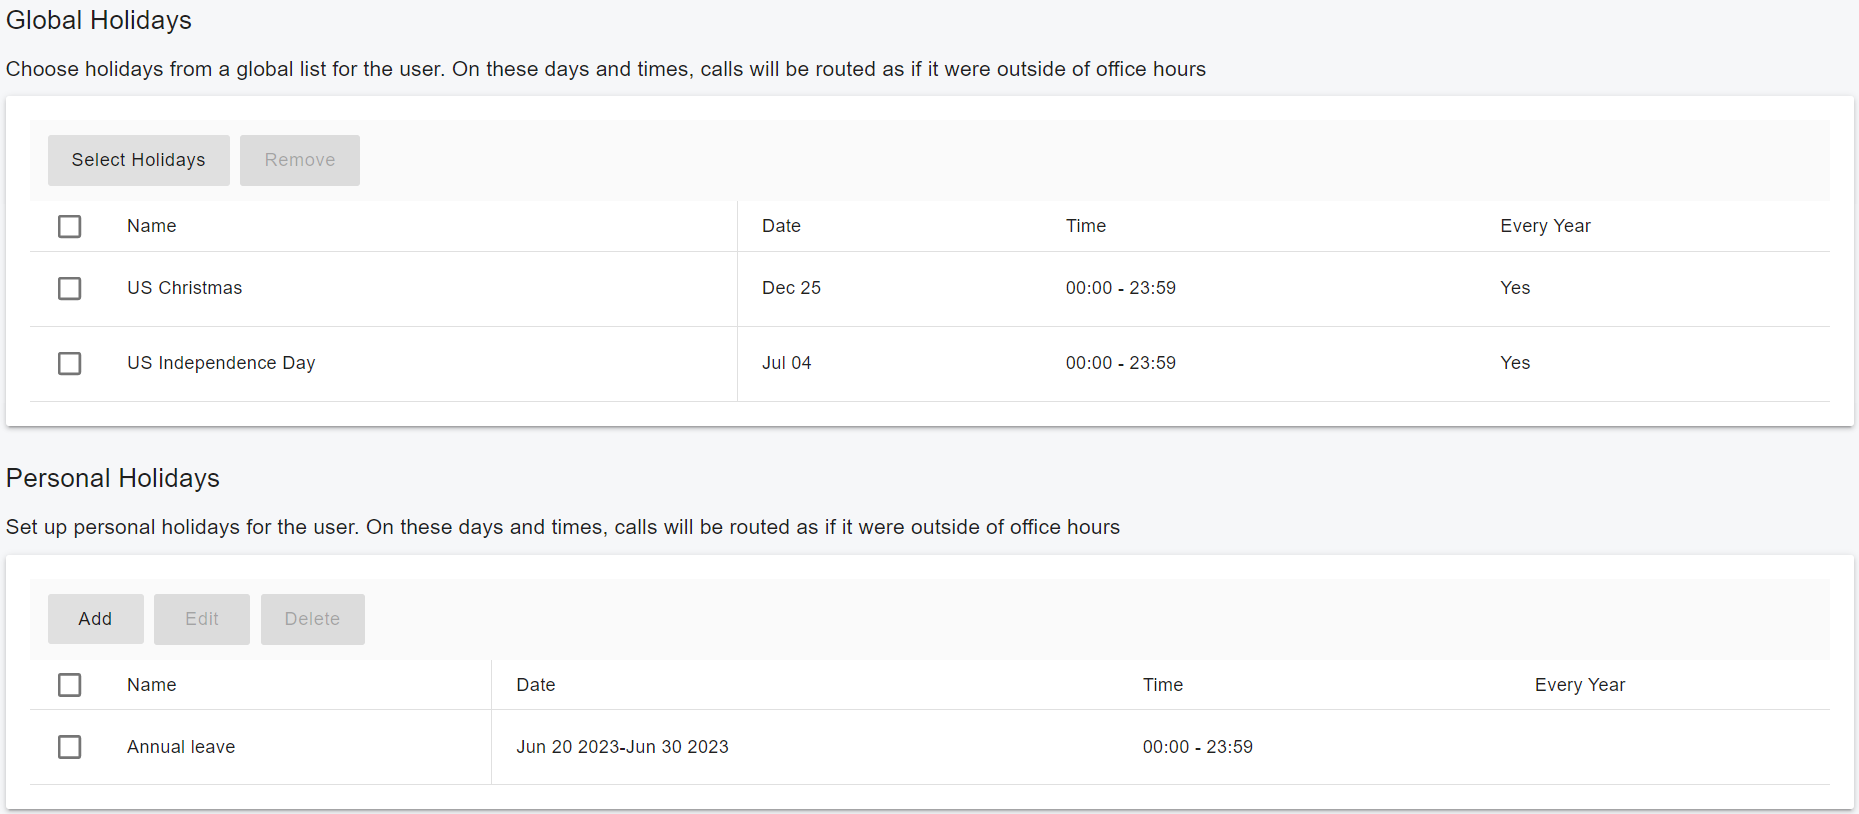 Global Holidays
Choose holidays from a global list for the user. On these days and times, calls will be routed as if it were outside of office hours
Select Holidays Remove
Name Date Time Every Year
US Christmas Dec 25 00:00 - 23:59 Yes
US Independence Day Jul 04 00:00 - 23:59 Yes
Personal Holidays
Set up personal holidays for the user. On these days and times, calls will be routed as if it were outside of office hours
Add Edit Delete
Name Date Time Every Year
Annual leave Jun 20 2023-Jun 30 2023 00:00 - 23:59